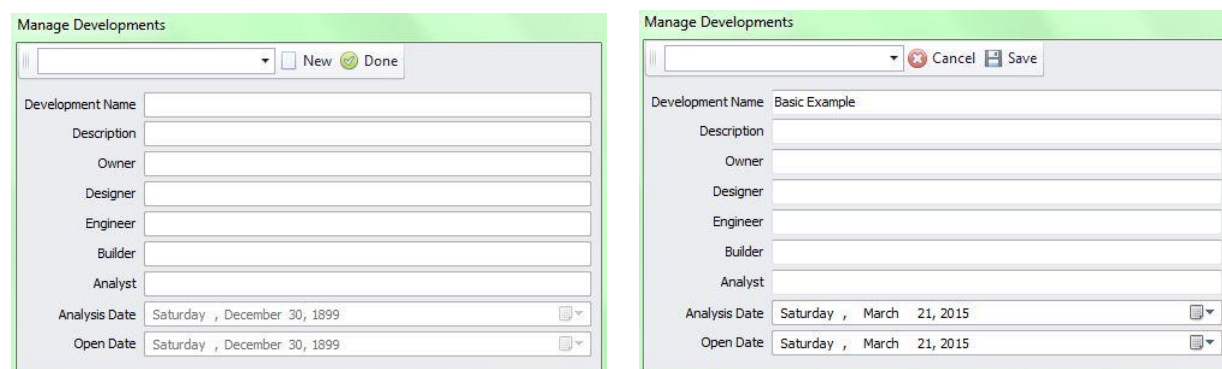 Manage Developments
New Done
Development Name
Description
Owner
Designer
Engineer
Builder
Analyst
Analysis Date Saturday , December 30, 1899
Open Date Saturday , December 30, 1899
Manage Developments
Cancel Save
Development Name Basic Example
Description
Owner
Designer
Engineer
Builder
Analyst
Analysis Date Saturday , March 21, 2015
Open Date Saturday , March 21, 2015